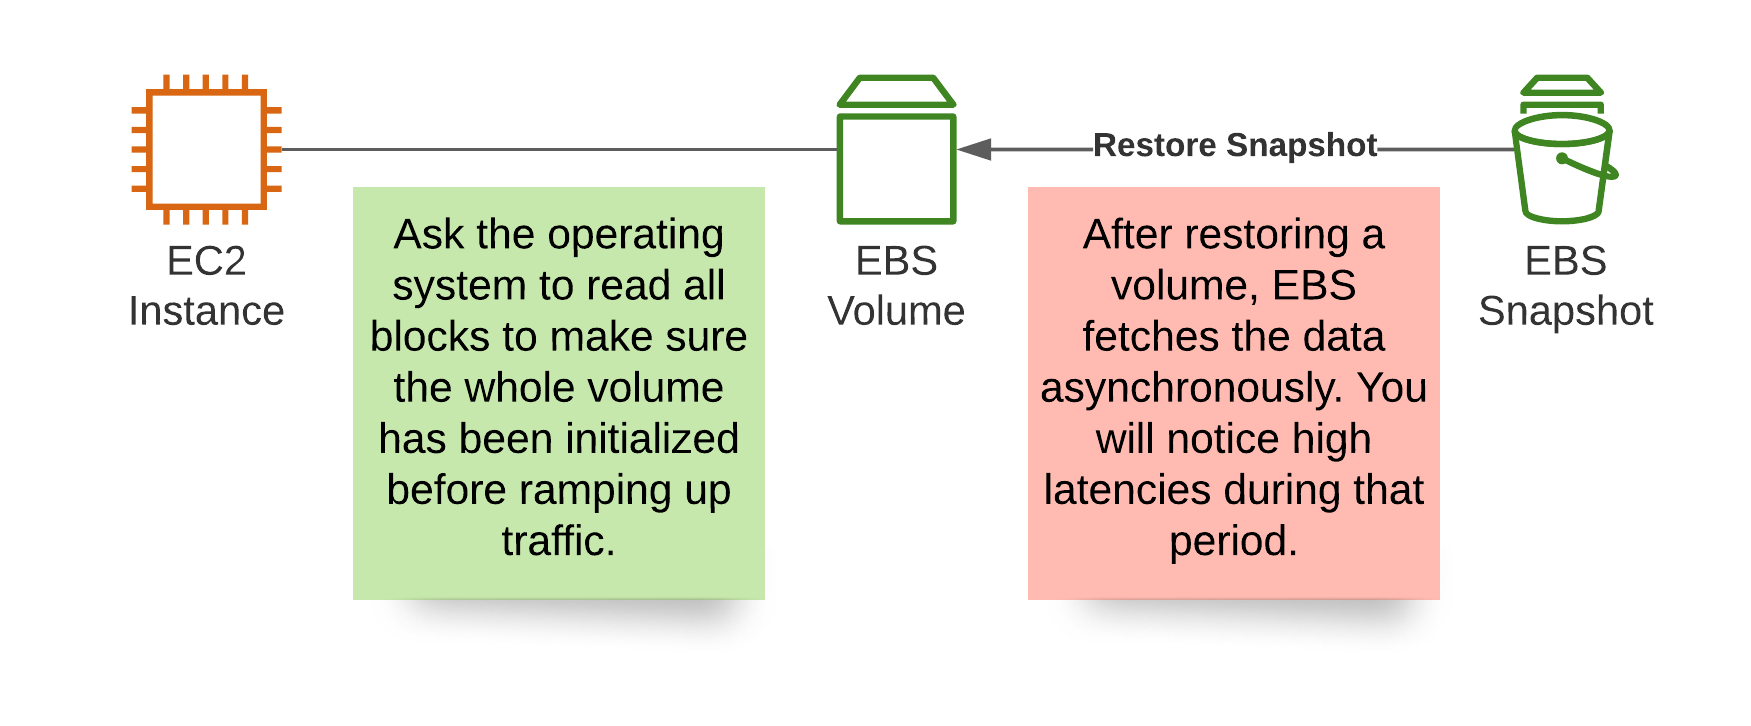 Restore Snapshot
EC2
Instance
Ask the operating
system to read all
blocks to make sure
the whole volume
has been initialized
before ramping up
traffic.
EBS
Volume
After restoring a
volume, EBS
fetches the data
asynchronously. You
will notice high
latencies during that
period.
EBS
Snapshot